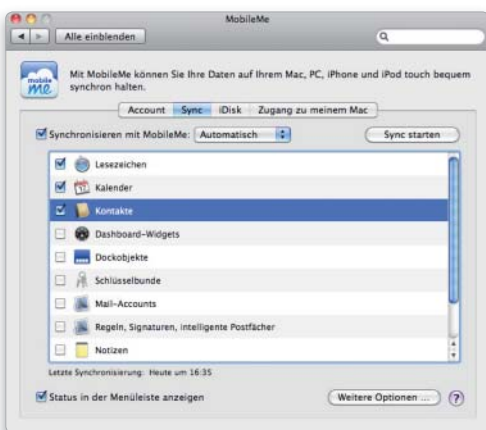 MobileMe
Alle einblenden
mobile
me
Mit MobileMe können Sie Ihre Daten auf Ihrem Mac, PC, iPhone und iPod touch bequem
synchron halten.
Account Sync iDisk Zugang zu meinem Mac
Synchronisieren mit MobileMe: Automatisch Sync starten
Lesezeichen
17 Kalender
Kontakte
Dashboard-Widgets
Dockobjekte
Schlüsselbunde
Mail-Accounts
Regeln, Signaturen, intelligente Postfächer
Notizen
Letzte Synchronisierung: Heute um 16:35
Status in der Menüleiste anzeigen Weitere Optionen ... ?